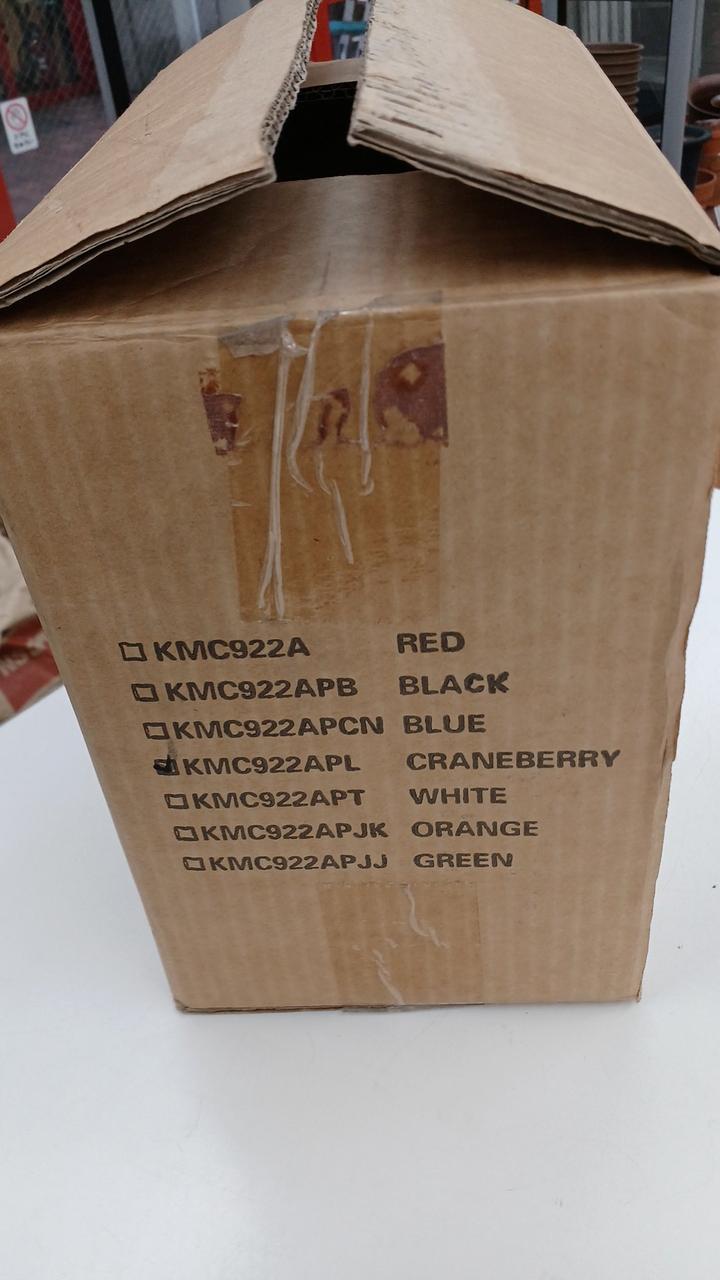 KMC922A RED
KMC922APB BLACK
KMC922APCN BLUE
KMC922APL CRANEBERRY
KMC922APT WHITE
KMC922APJK ORANGE
KMC922APJJ GREEN